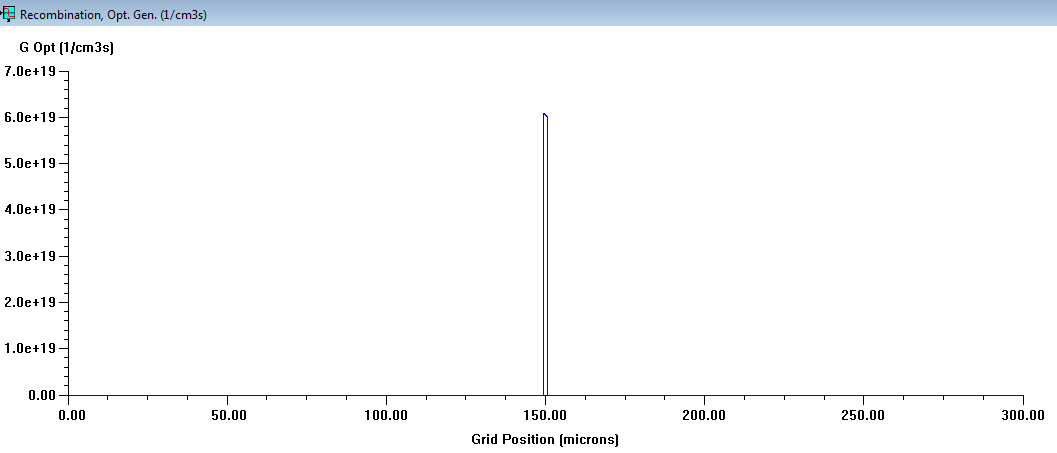 Recombination, Opt. Gen. (1/cm3s)
G Opt (1/cm3s)
7.0e+19
6.0e+19
5.0e+19
4.0e+19
3.0e+19
2.0e+19
1.0e+19
0.00
0.00 50.00 100.00 150.00 200.00 250.00 300.00
Grid Position (microns)